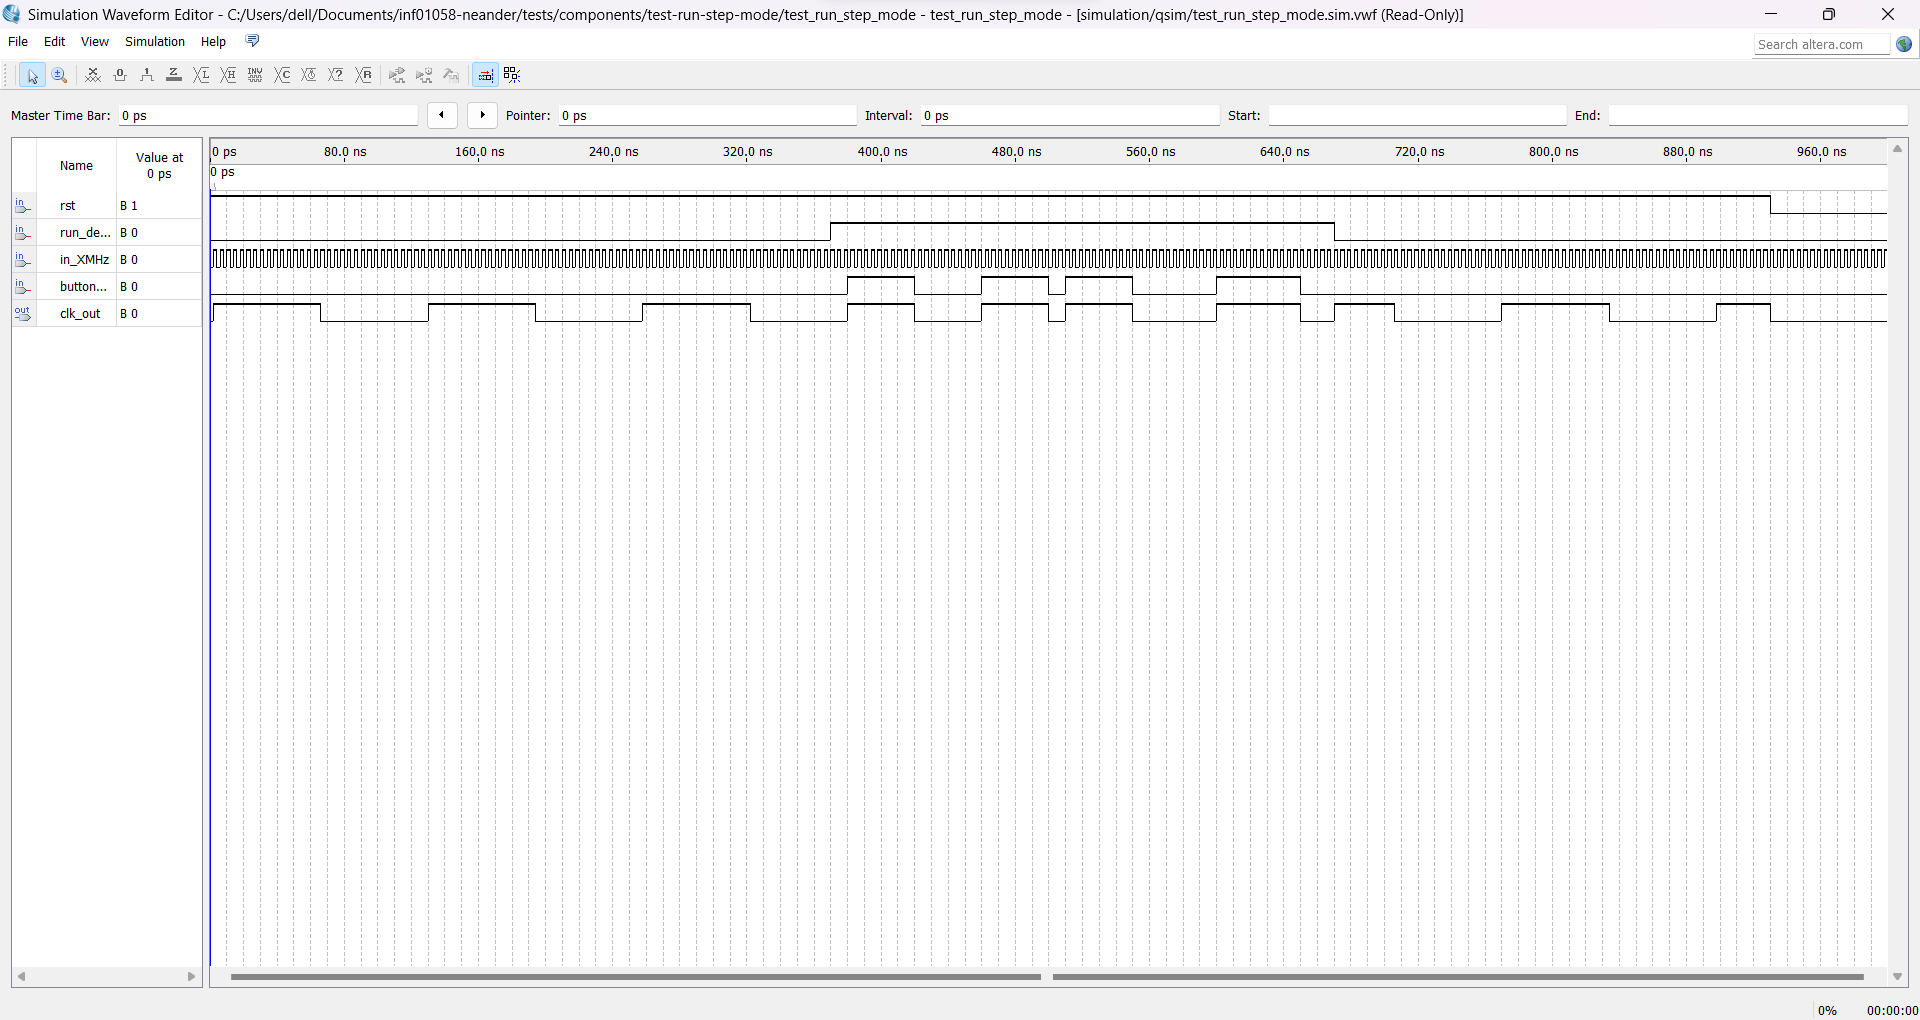 Simulation Waveform Editor - C:/Users/dell/Documents/inf01058-neander/tests/components/test-run-step-mode/test_run_step_mode - test_run_step_mode - [simulation/qsim/test_run_step_mode.sim.vwf (Read-Only)]
File Edit View Simulation Help
Search altera.com
Master Time Bar: 0 ps Pointer: 0 ps Interval: 0 ps Start: End:
Name Value at 0 ps
0 ps 80.0 ns 160.0 ns 240.0 ns 320.0 ns 400.0 ns 480.0 ns 560.0 ns 640.0 ns 720.0 ns 800.0 ns 880.0 ns 960.0 ns
0 ps
in rst B 1
in run_de... B 0
in in_XMHz B 0
in button... B 0
out clk_out B 0
0% 00:00:00